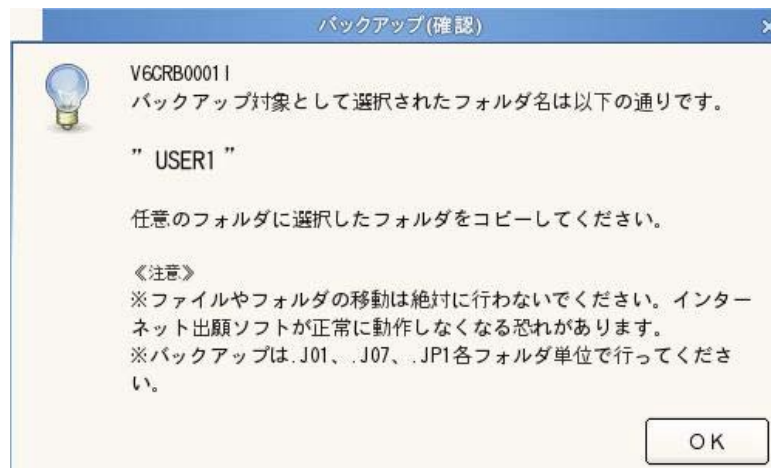 バックアップ(確認)
V6CRB0001I
バックアップ対象として選択されたフォルダ名は以下の通りです。
” USER1 ”
任意のフォルダに選択したフォルダをコピーしてください。
≪注意≫
※ファイルやフォルダの移動は絶対に行わないでください。インター
ネット出願ソフトが正常に動作しなくなる恐れがあります。
※バックアップは.J01、.J07、.JP1各フォルダ単位で行ってくださ
い。
OK